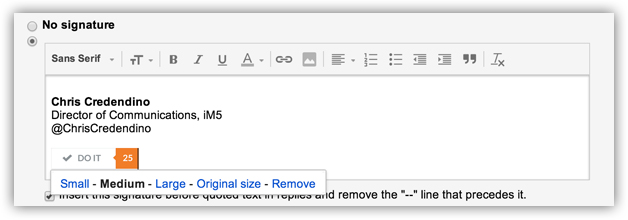 No signature
Sans Serif
B I U A
Chris Credendino
Director of Communications, iM5
@ChrisCredendino
DO IT 25
Small - Medium - Large - Original size - Remove
Insert this signature before quoted text in replies and remove the "--" line that precedes it.